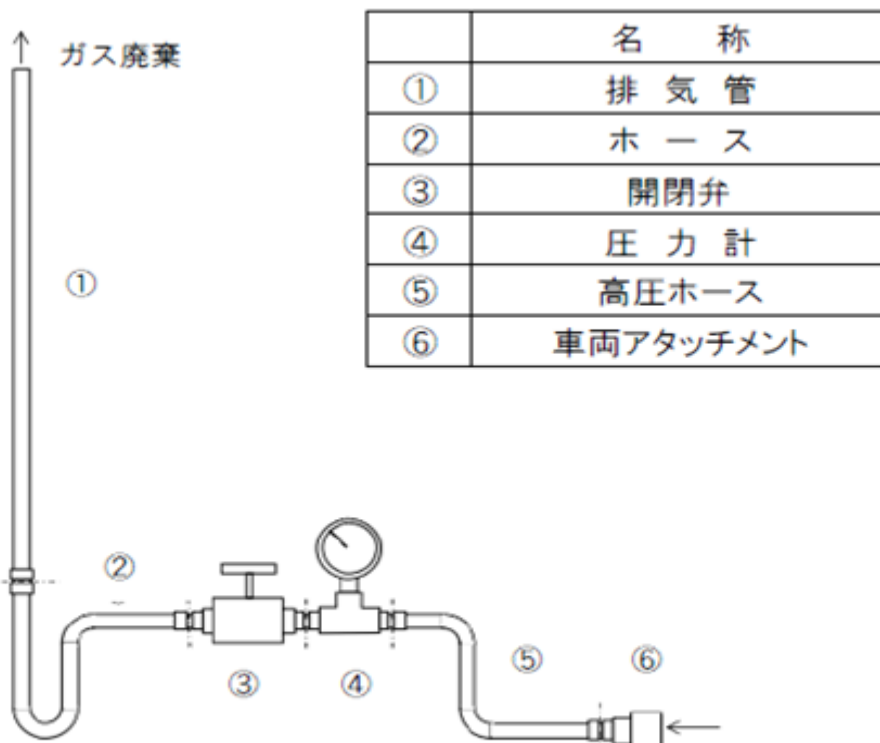 ガス廃棄
名 称
① 排 気 管
② ホ ー ス
③ 開閉弁
④ 圧 力 計
⑤ 高圧ホース
⑥ 車両アタッチメント
①
②
③
④
⑤
⑥